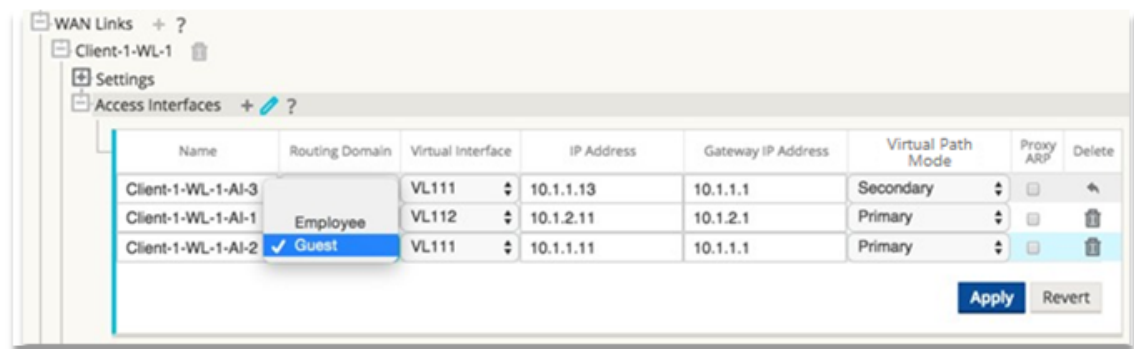 WAN Links + ?
Client-1-WL-1
Settings
Access Interfaces + ?
Name Routing Domain Virtual Interface IP Address Gateway IP Address Virtual Path Mode Proxy ARP Delete
Client-1-WL-1-AI-3 VL111 10.1.1.13 10.1.1.1 Secondary
Client-1-WL-1-AI-1 Employee VL112 10.1.2.11 10.1.2.1 Primary
Client-1-WL-1-AI-2 ✓ Guest VL111 10.1.1.11 10.1.1.1 Primary
Apply Revert